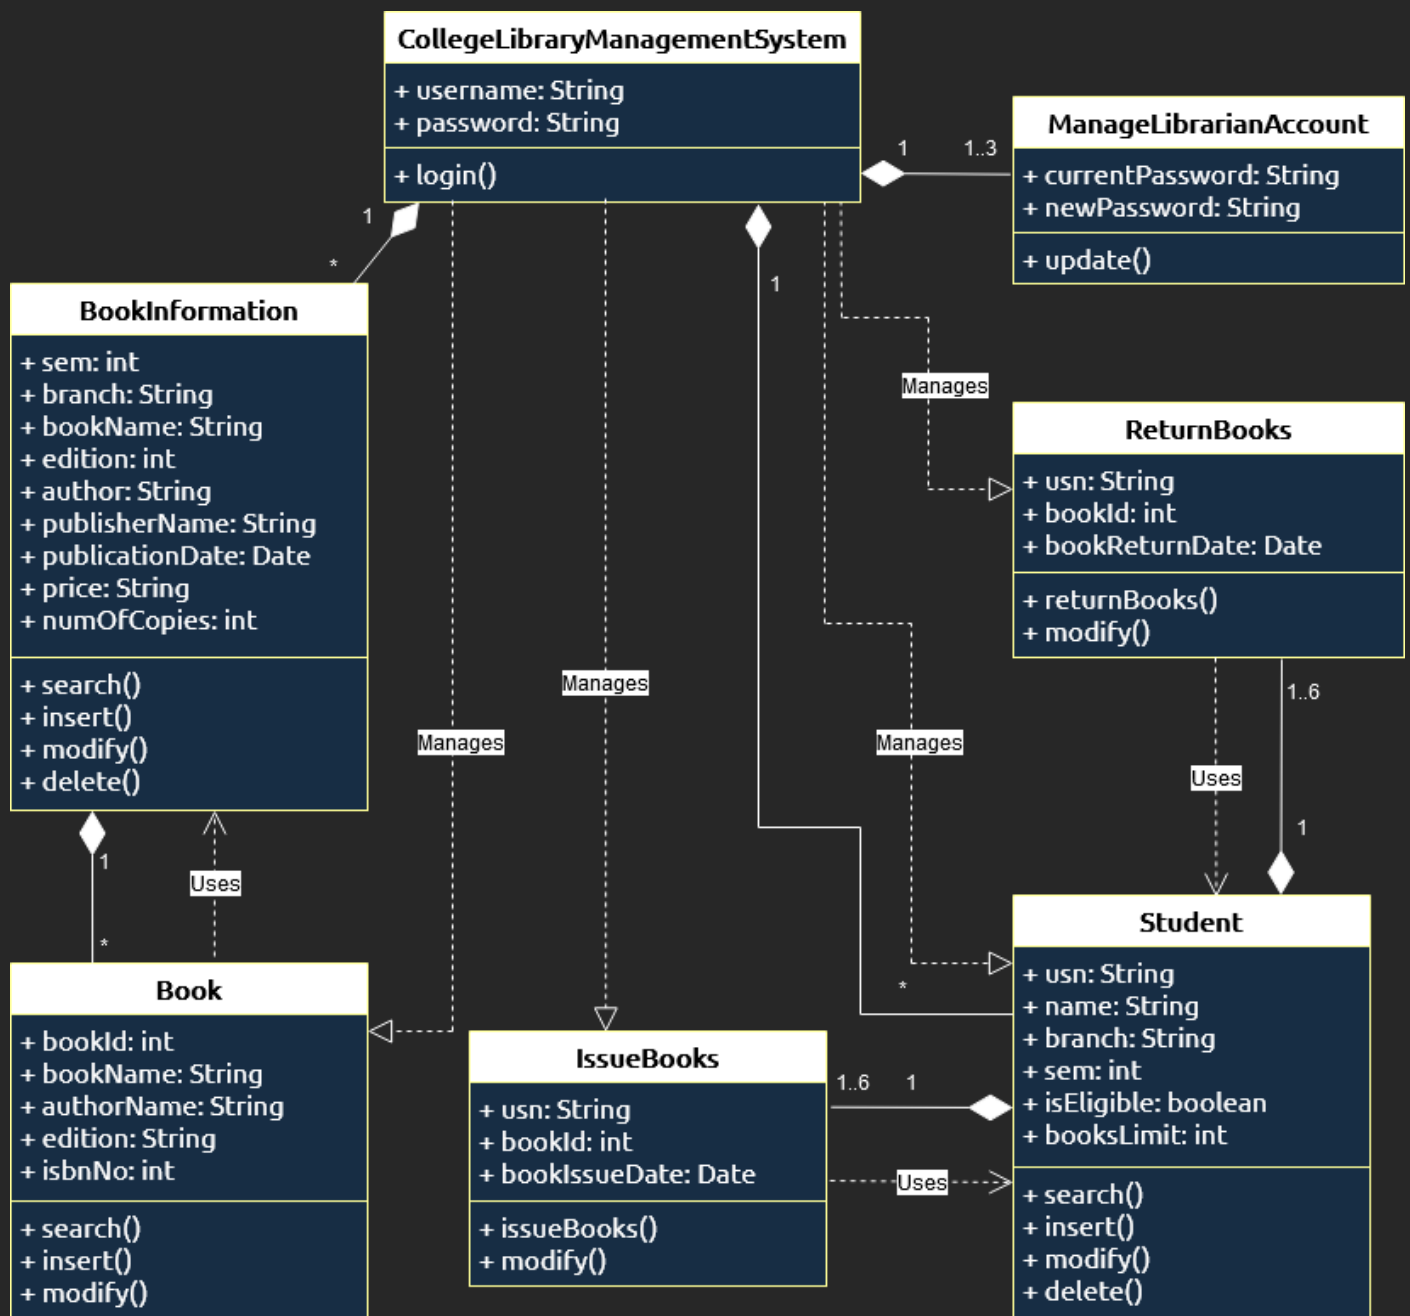 CollegeLibraryManagementSystem
+ username: String
+ password: String
+ login()
1
1..3
ManageLibrarianAccount
+ currentPassword: String
+ newPassword: String
+ update()
1
*
1
BookInformation
+ sem: int
+ branch: String
+ bookName: String
+ edition: int
+ author: String
+ publisherName: String
+ publicationDate: Date
+ price: String
+ numOfCopies: int
+ search()
+ insert()
+ modify()
+ delete()
Manages
ReturnBooks
+ usn: String
+ bookId: int
+ bookReturnDate: Date
+ returnBooks()
+ modify()
Manages
Manages
Manages
1..6
Uses
1
1
Uses
*
Book
+ bookId: int
+ bookName: String
+ authorName: String
+ edition: String
+ isbnNo: int
+ search()
+ insert()
+ modify()
IssueBooks
+ usn: String
+ bookId: int
+ bookIssueDate: Date
+ issueBooks()
+ modify()
1..6
1
Uses
*
Student
+ usn: String
+ name: String
+ branch: String
+ sem: int
+ isEligible: boolean
+ booksLimit: int
+ search()
+ insert()
+ modify()
+ delete()